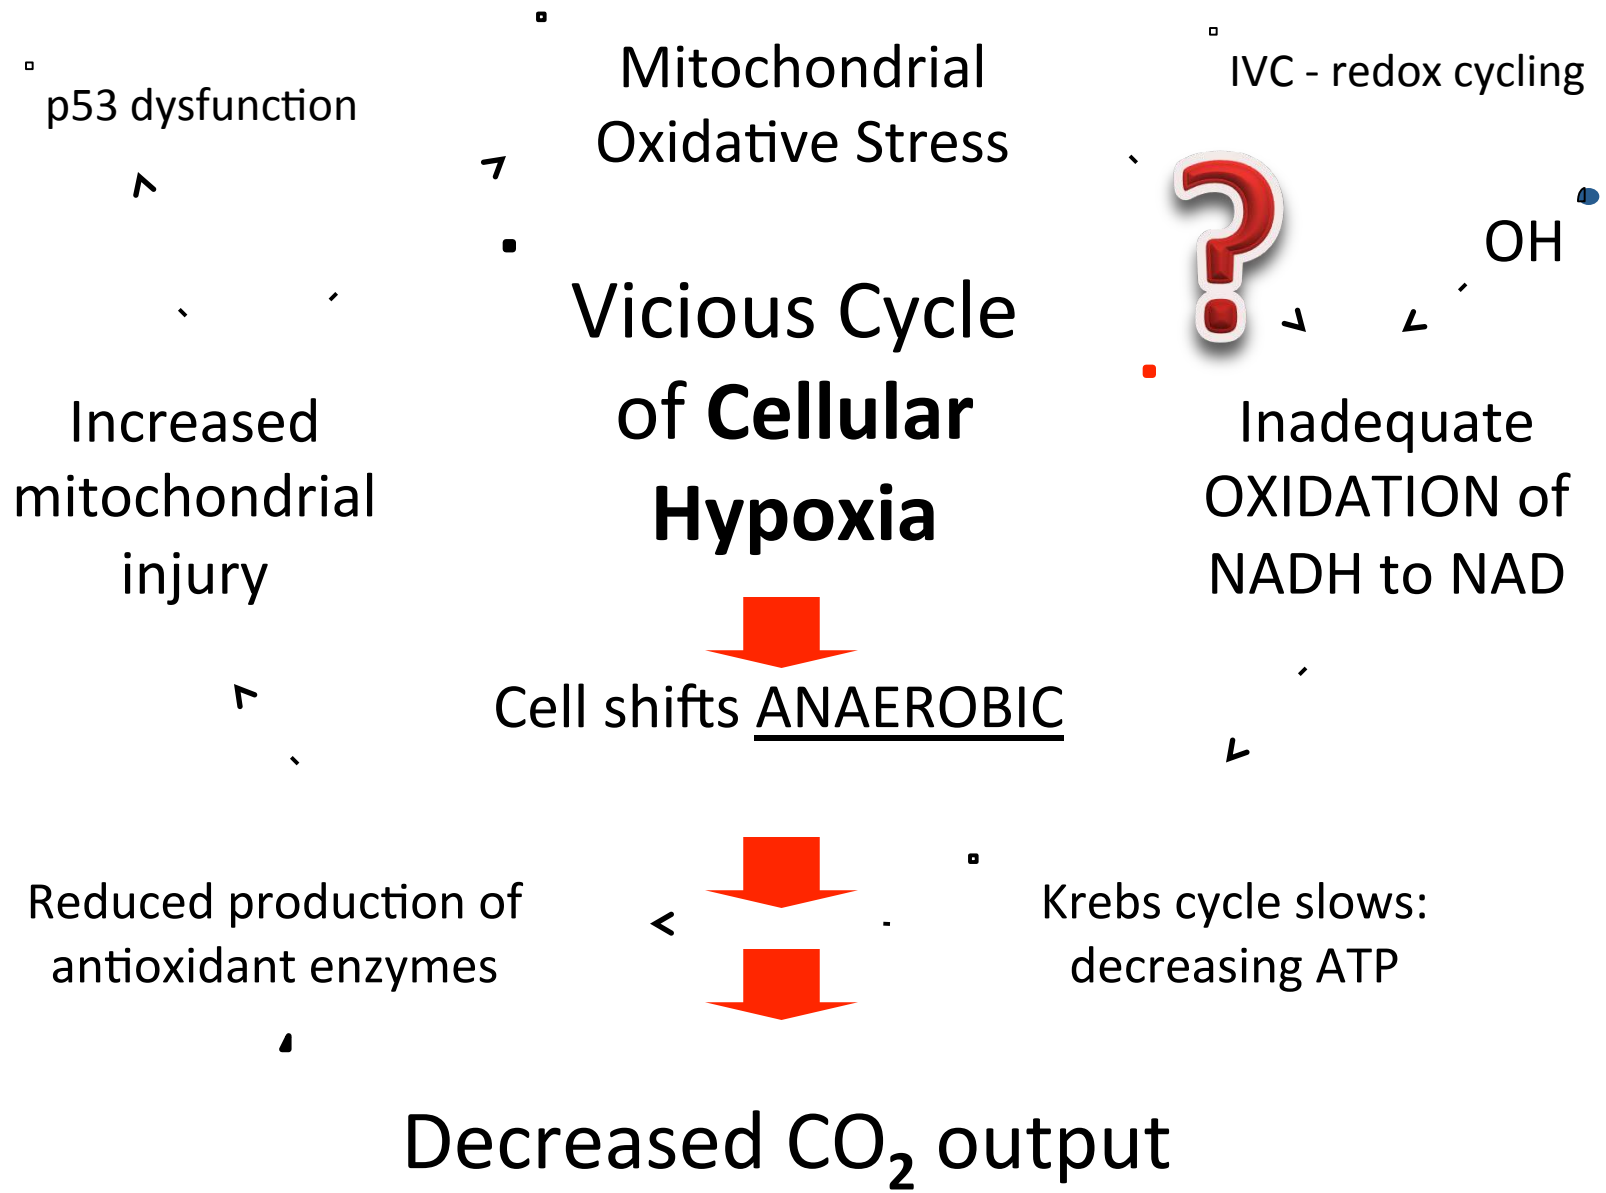 p53 dysfunction
Mitochondrial
Oxidative Stress
IVC - redox cycling
?
OH
Vicious Cycle
of Cellular
Hypoxia
Increased
mitochondrial
injury
Inadequate
OXIDATION of
NADH to NAD
Cell shifts ANAEROBIC
Reduced production of
antioxidant enzymes
Krebs cycle slows:
decreasing ATP
Decreased CO₂ output